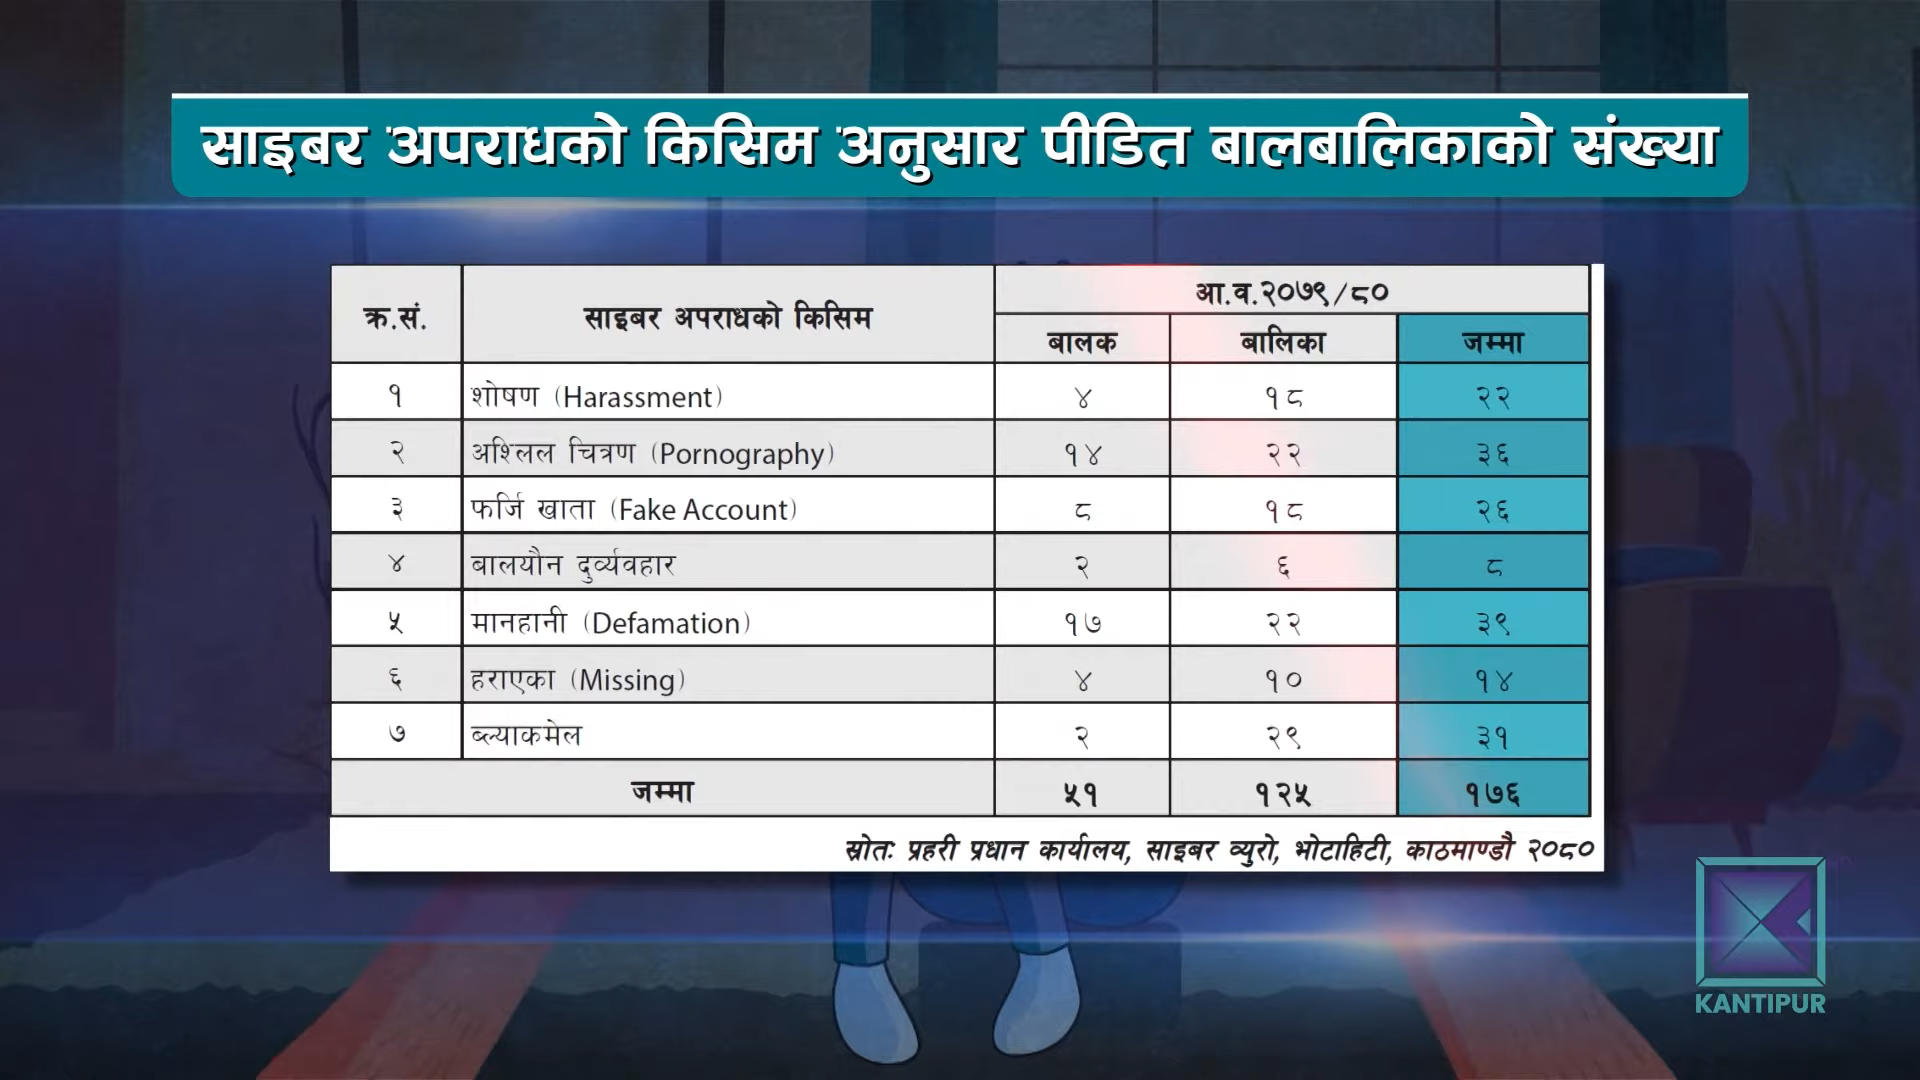 साइबर अपराधको किसिम अनुसार पीडित बालबालिकाको संख्या
क्र.सं. साइबर अपराधको किसिम आ.व.२०७९/८०
बालक बालिका जम्मा
१ शोषण (Harassment) ४ १८ २२
२ अश्लिल चित्रण (Pornography) १४ २२ ३६
३ फर्जि खाता (Fake Account) ८ १८ २६
४ बालयौन दुर्व्यवहार २ ६ ८
५ मानहानी (Defamation) १७ २२ ३९
६ हराएका (Missing) ४ १० १४
७ ब्ल्याकमेल २ २९ ३१
जम्मा ५१ १२५ १७६
स्रोतः प्रहरी प्रधान कार्यालय, साइबर व्युरो, भोटाहिटी, काठमाण्डौ २०८०
KANTIPUR